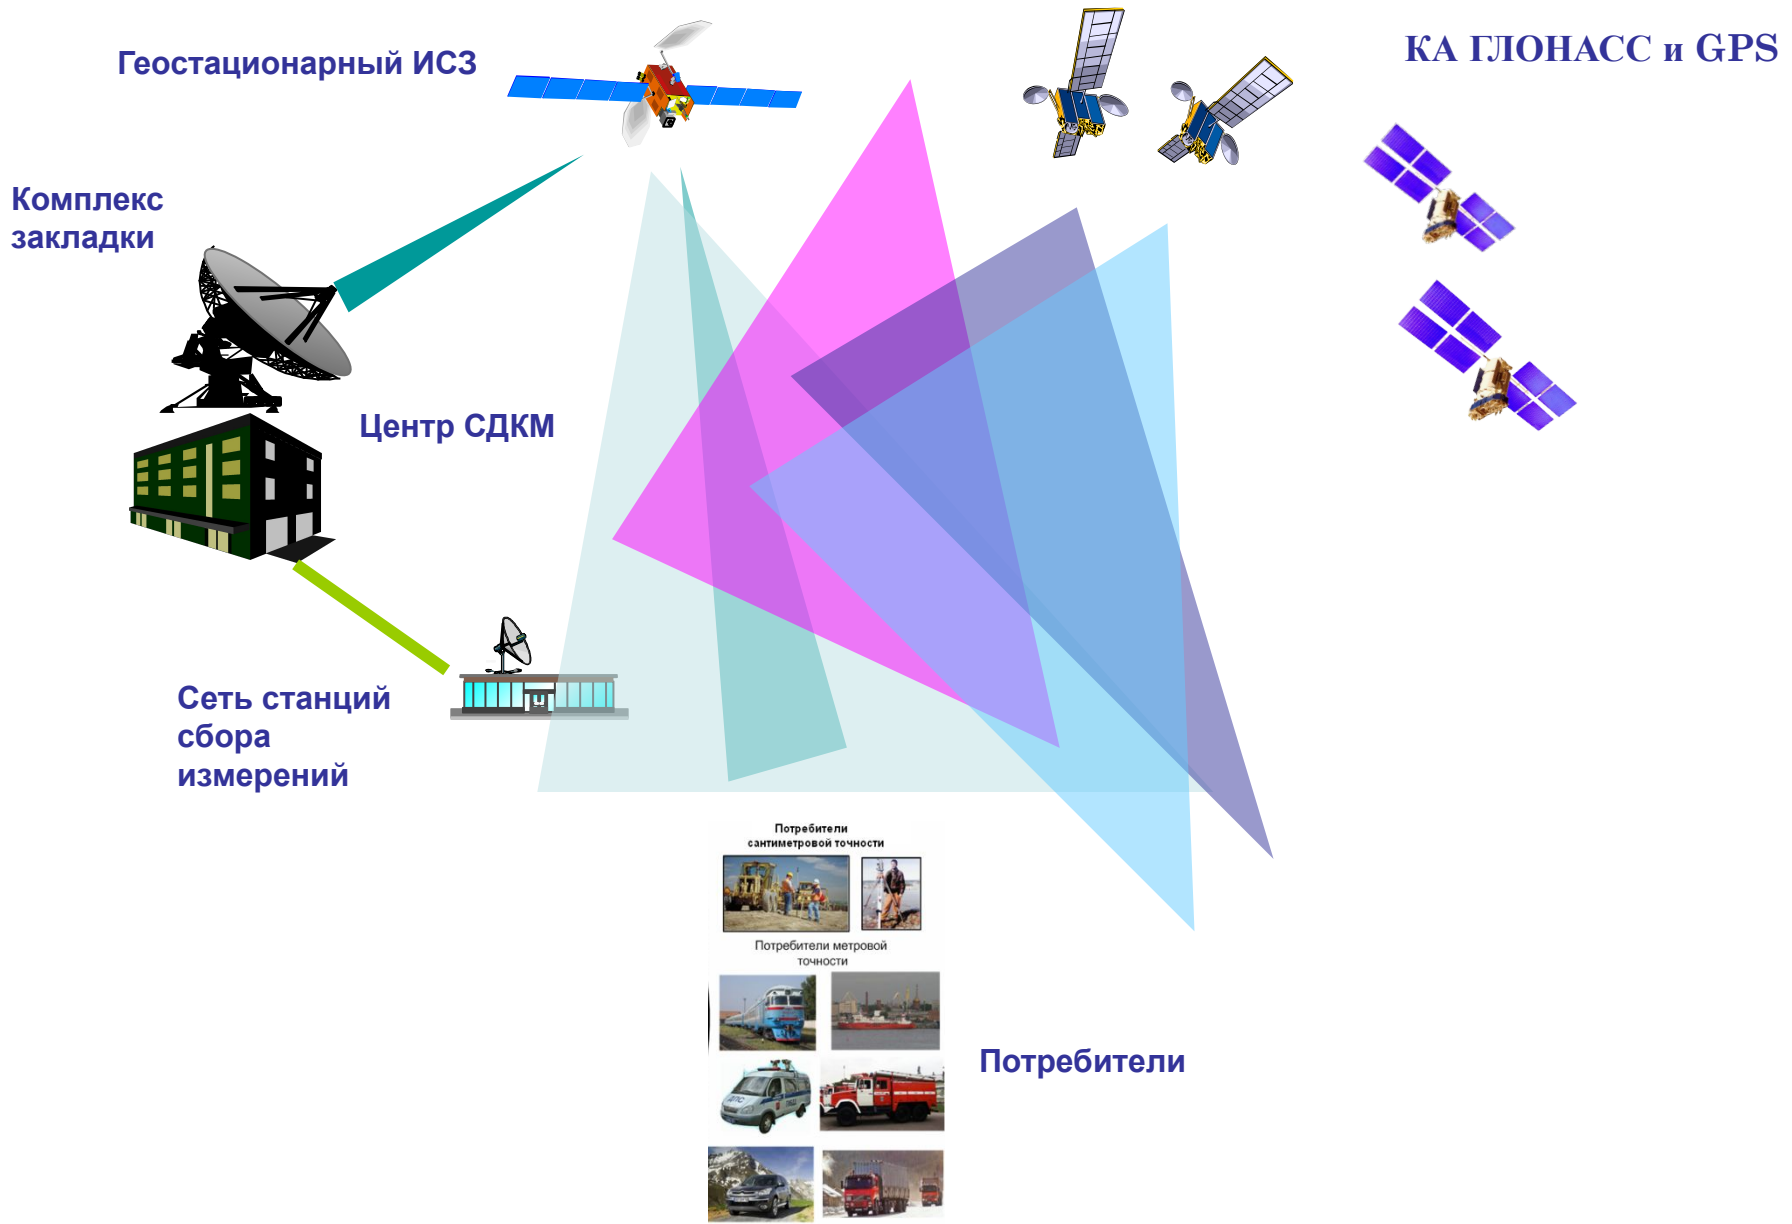 Геостационарный ИСЗ
КА ГЛОНАСС и GPS
Комплекс
закладки
Центр СДКМ
Сеть станций
сбора
измерений
Потребители
сантиметровой точности
Потребители метровой
точности
Потребители